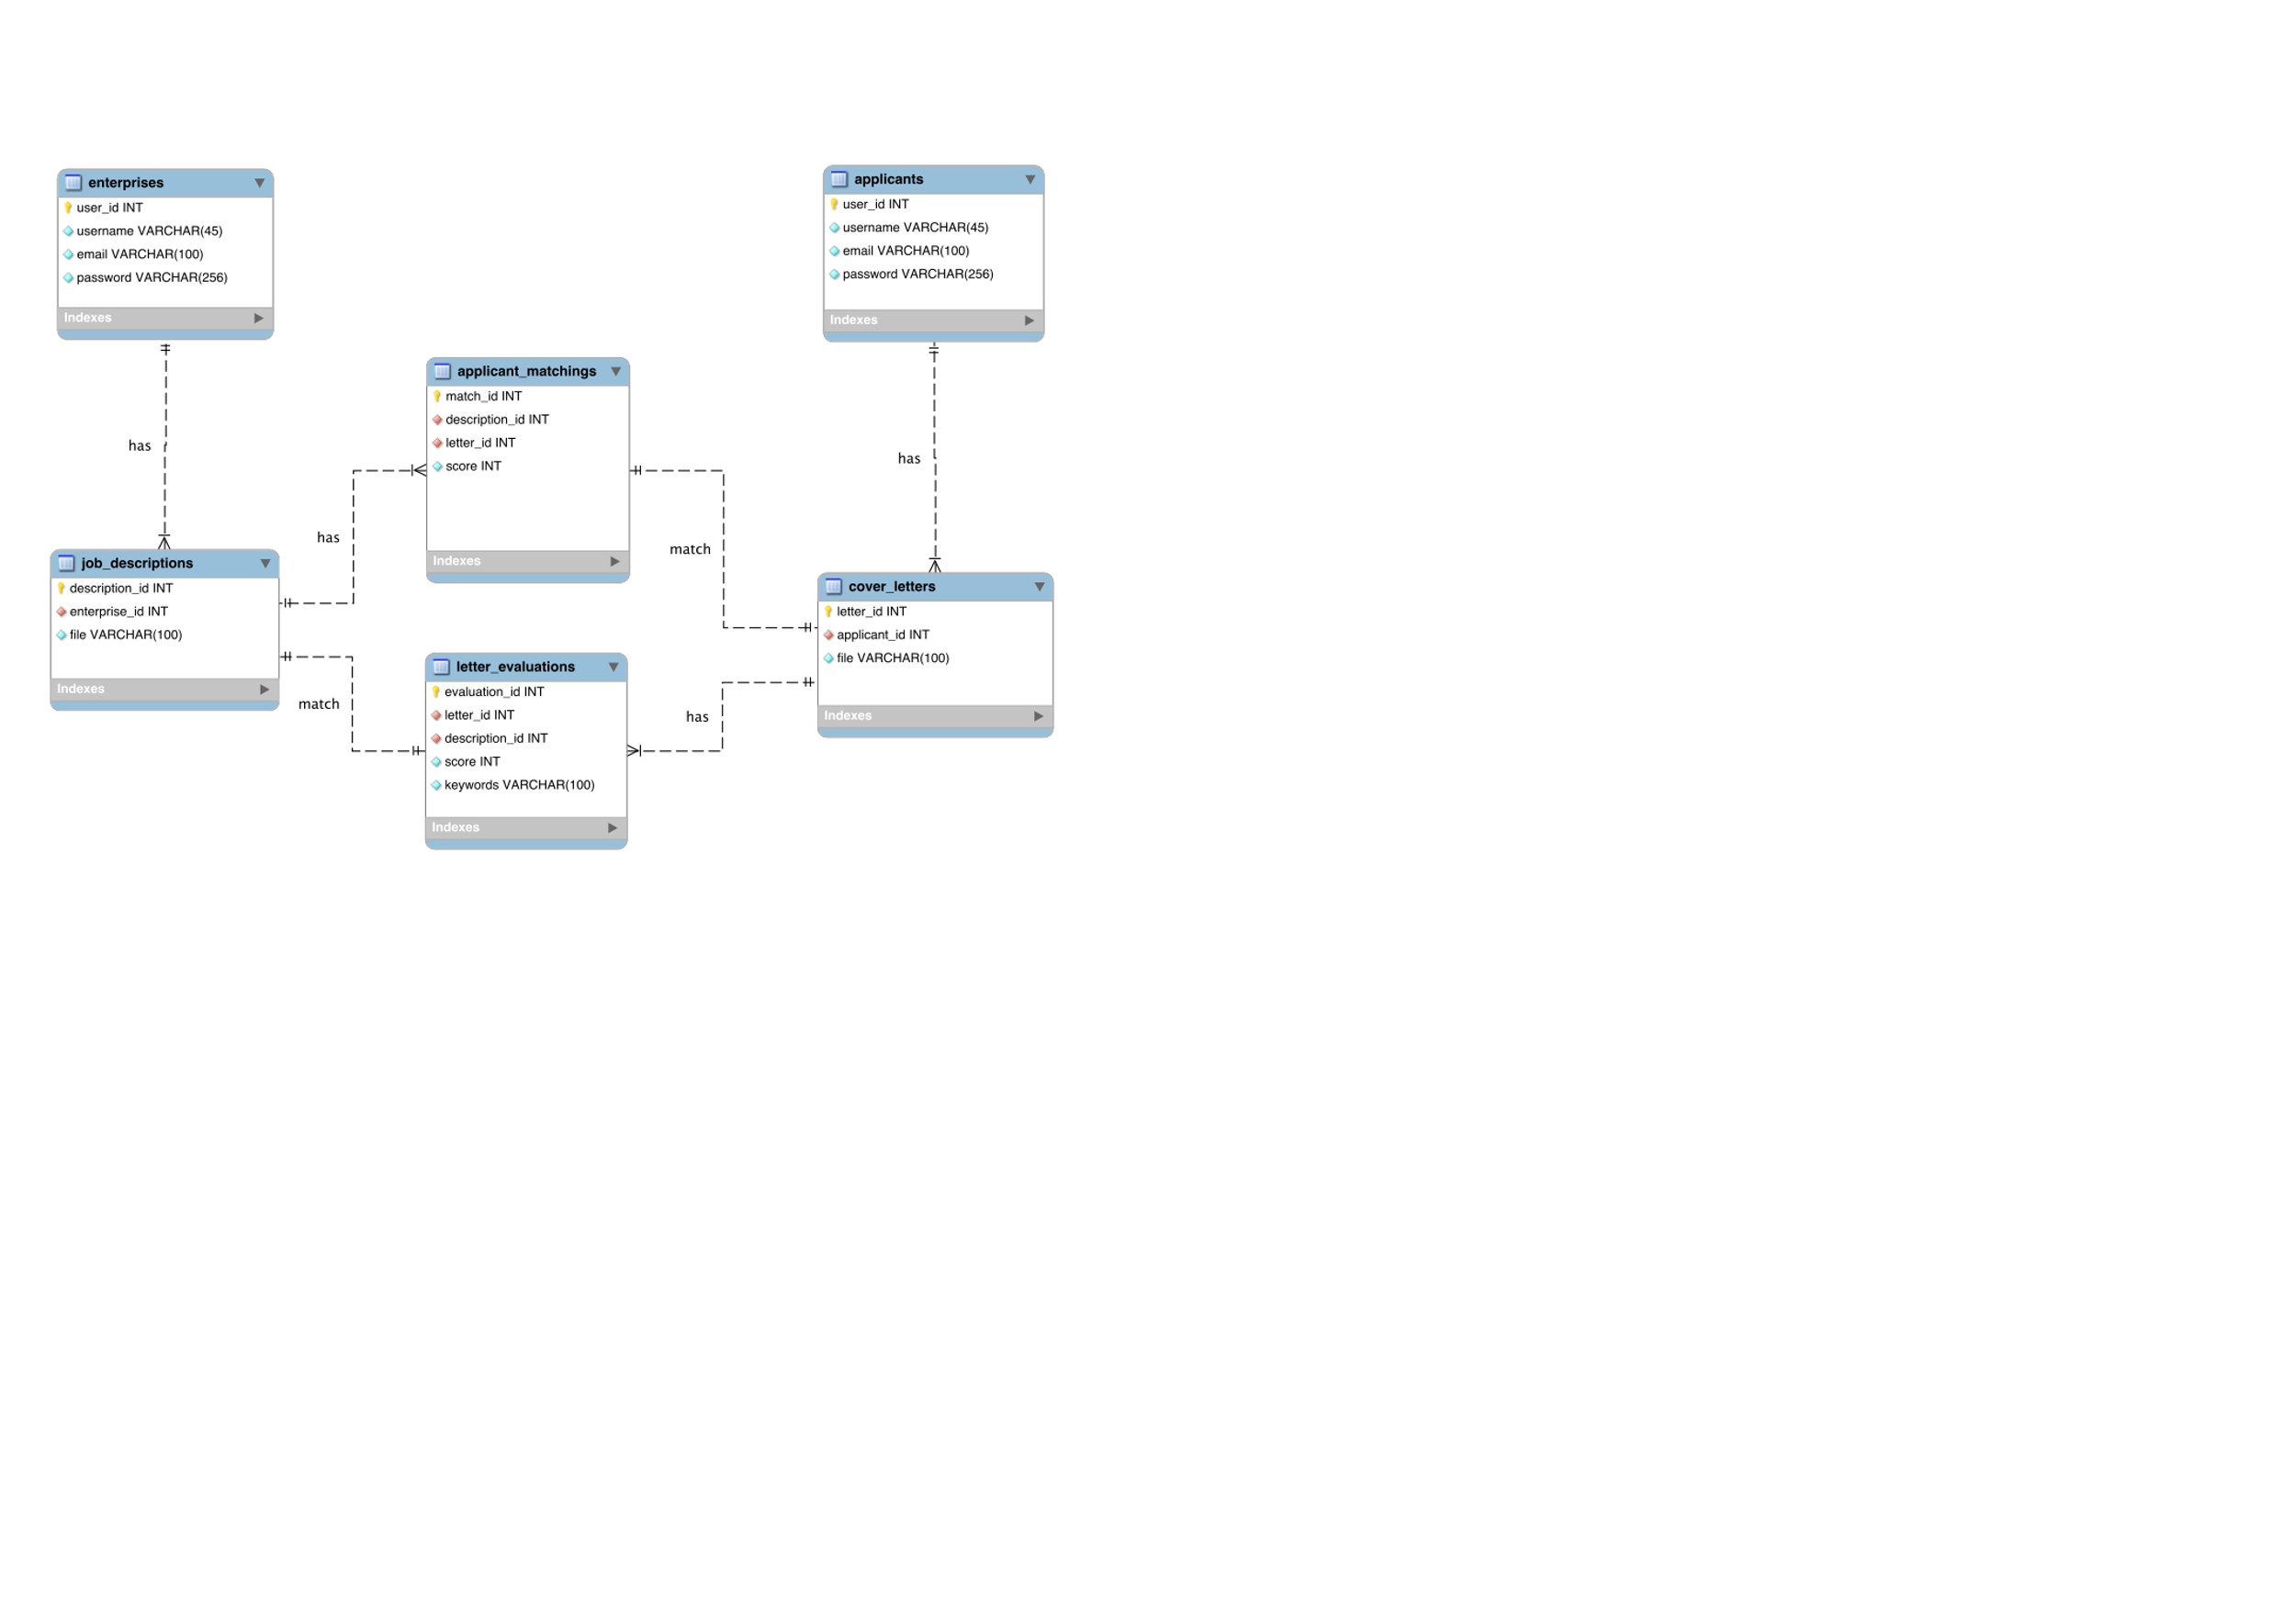 enterprises
user_id INT
username VARCHAR(45)
email VARCHAR(100)
password VARCHAR(256)
Indexes
applicants
user_id INT
username VARCHAR(45)
email VARCHAR(100)
password VARCHAR(256)
Indexes
applicant_matchings
match_id INT
description_id INT
letter_id INT
score INT
Indexes
has
has
has
match
job_descriptions
description_id INT
enterprise_id INT
file VARCHAR(100)
Indexes
cover_letters
letter_id INT
applicant_id INT
file VARCHAR(100)
Indexes
match
has
letter_evaluations
evaluation_id INT
letter_id INT
description_id INT
score INT
keywords VARCHAR(100)
Indexes